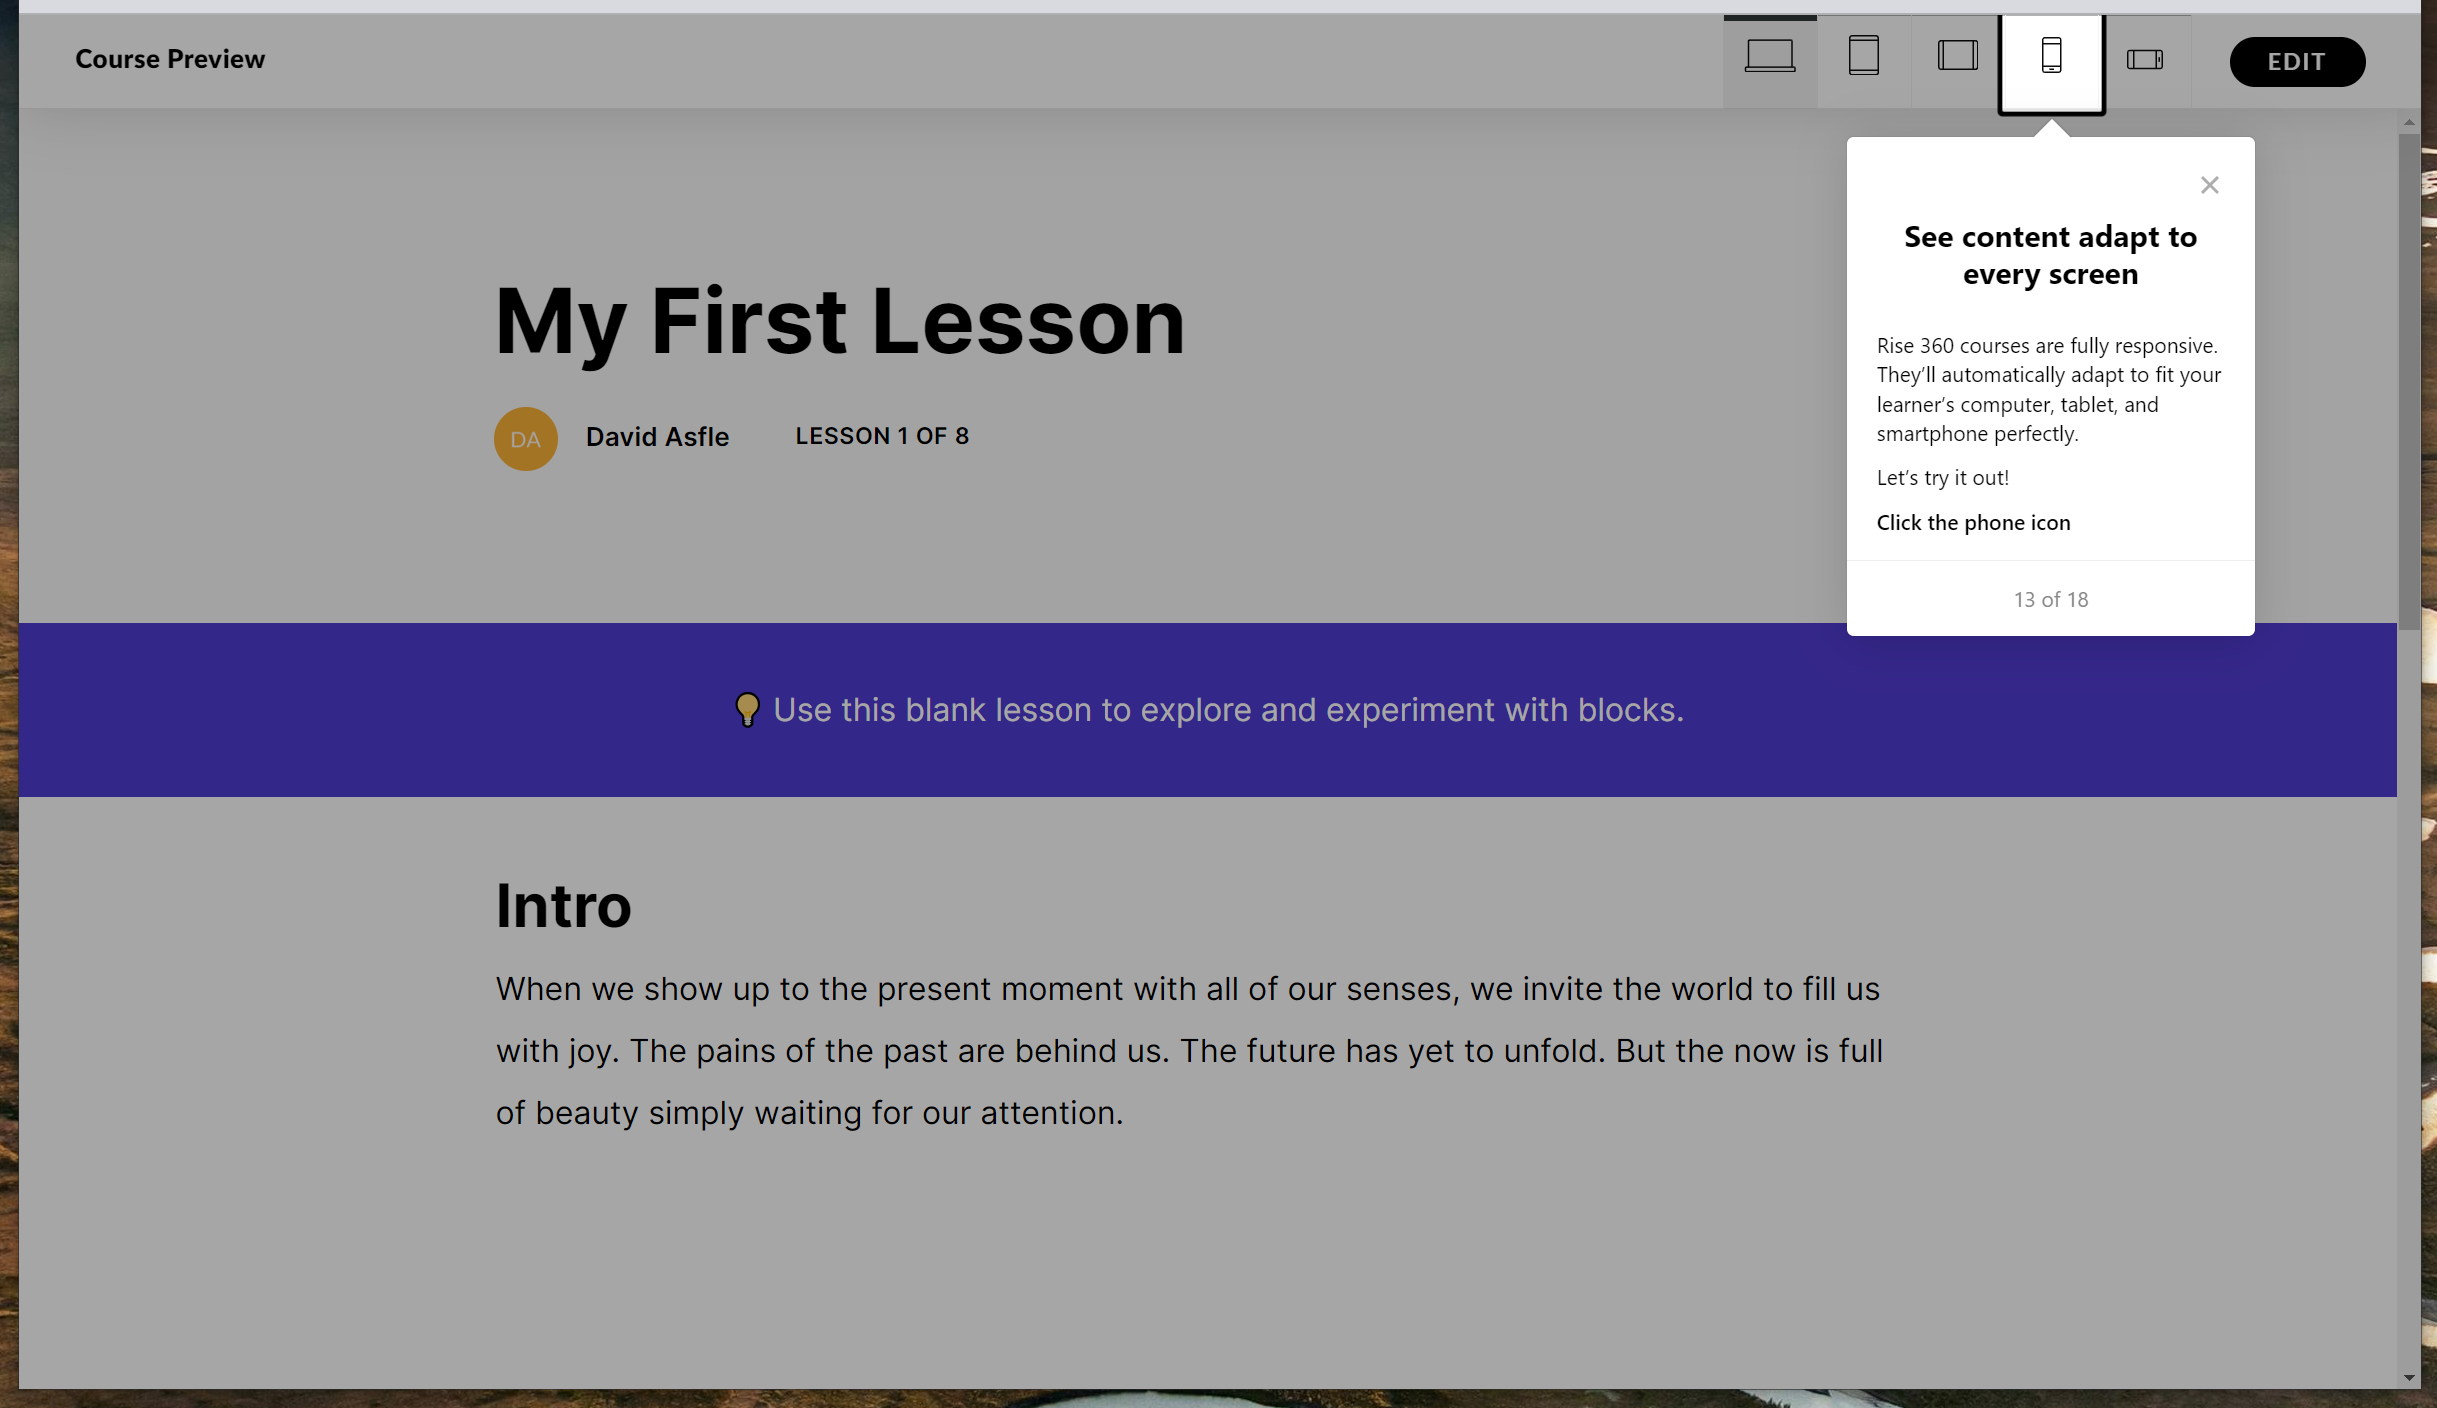 Course Preview
EDIT
See content adapt to
every screen
Rise 360 courses are fully responsive.
They’ll automatically adapt to fit your
learner’s computer, tablet, and
smartphone perfectly.
Let’s try it out!
Click the phone icon
13 of 18
My First Lesson
DA
David Asfle
LESSON 1 OF 8
💡 Use this blank lesson to explore and experiment with blocks.
Intro
When we show up to the present moment with all of our senses, we invite the world to fill us
with joy. The pains of the past are behind us. The future has yet to unfold. But the now is full
of beauty simply waiting for our attention.